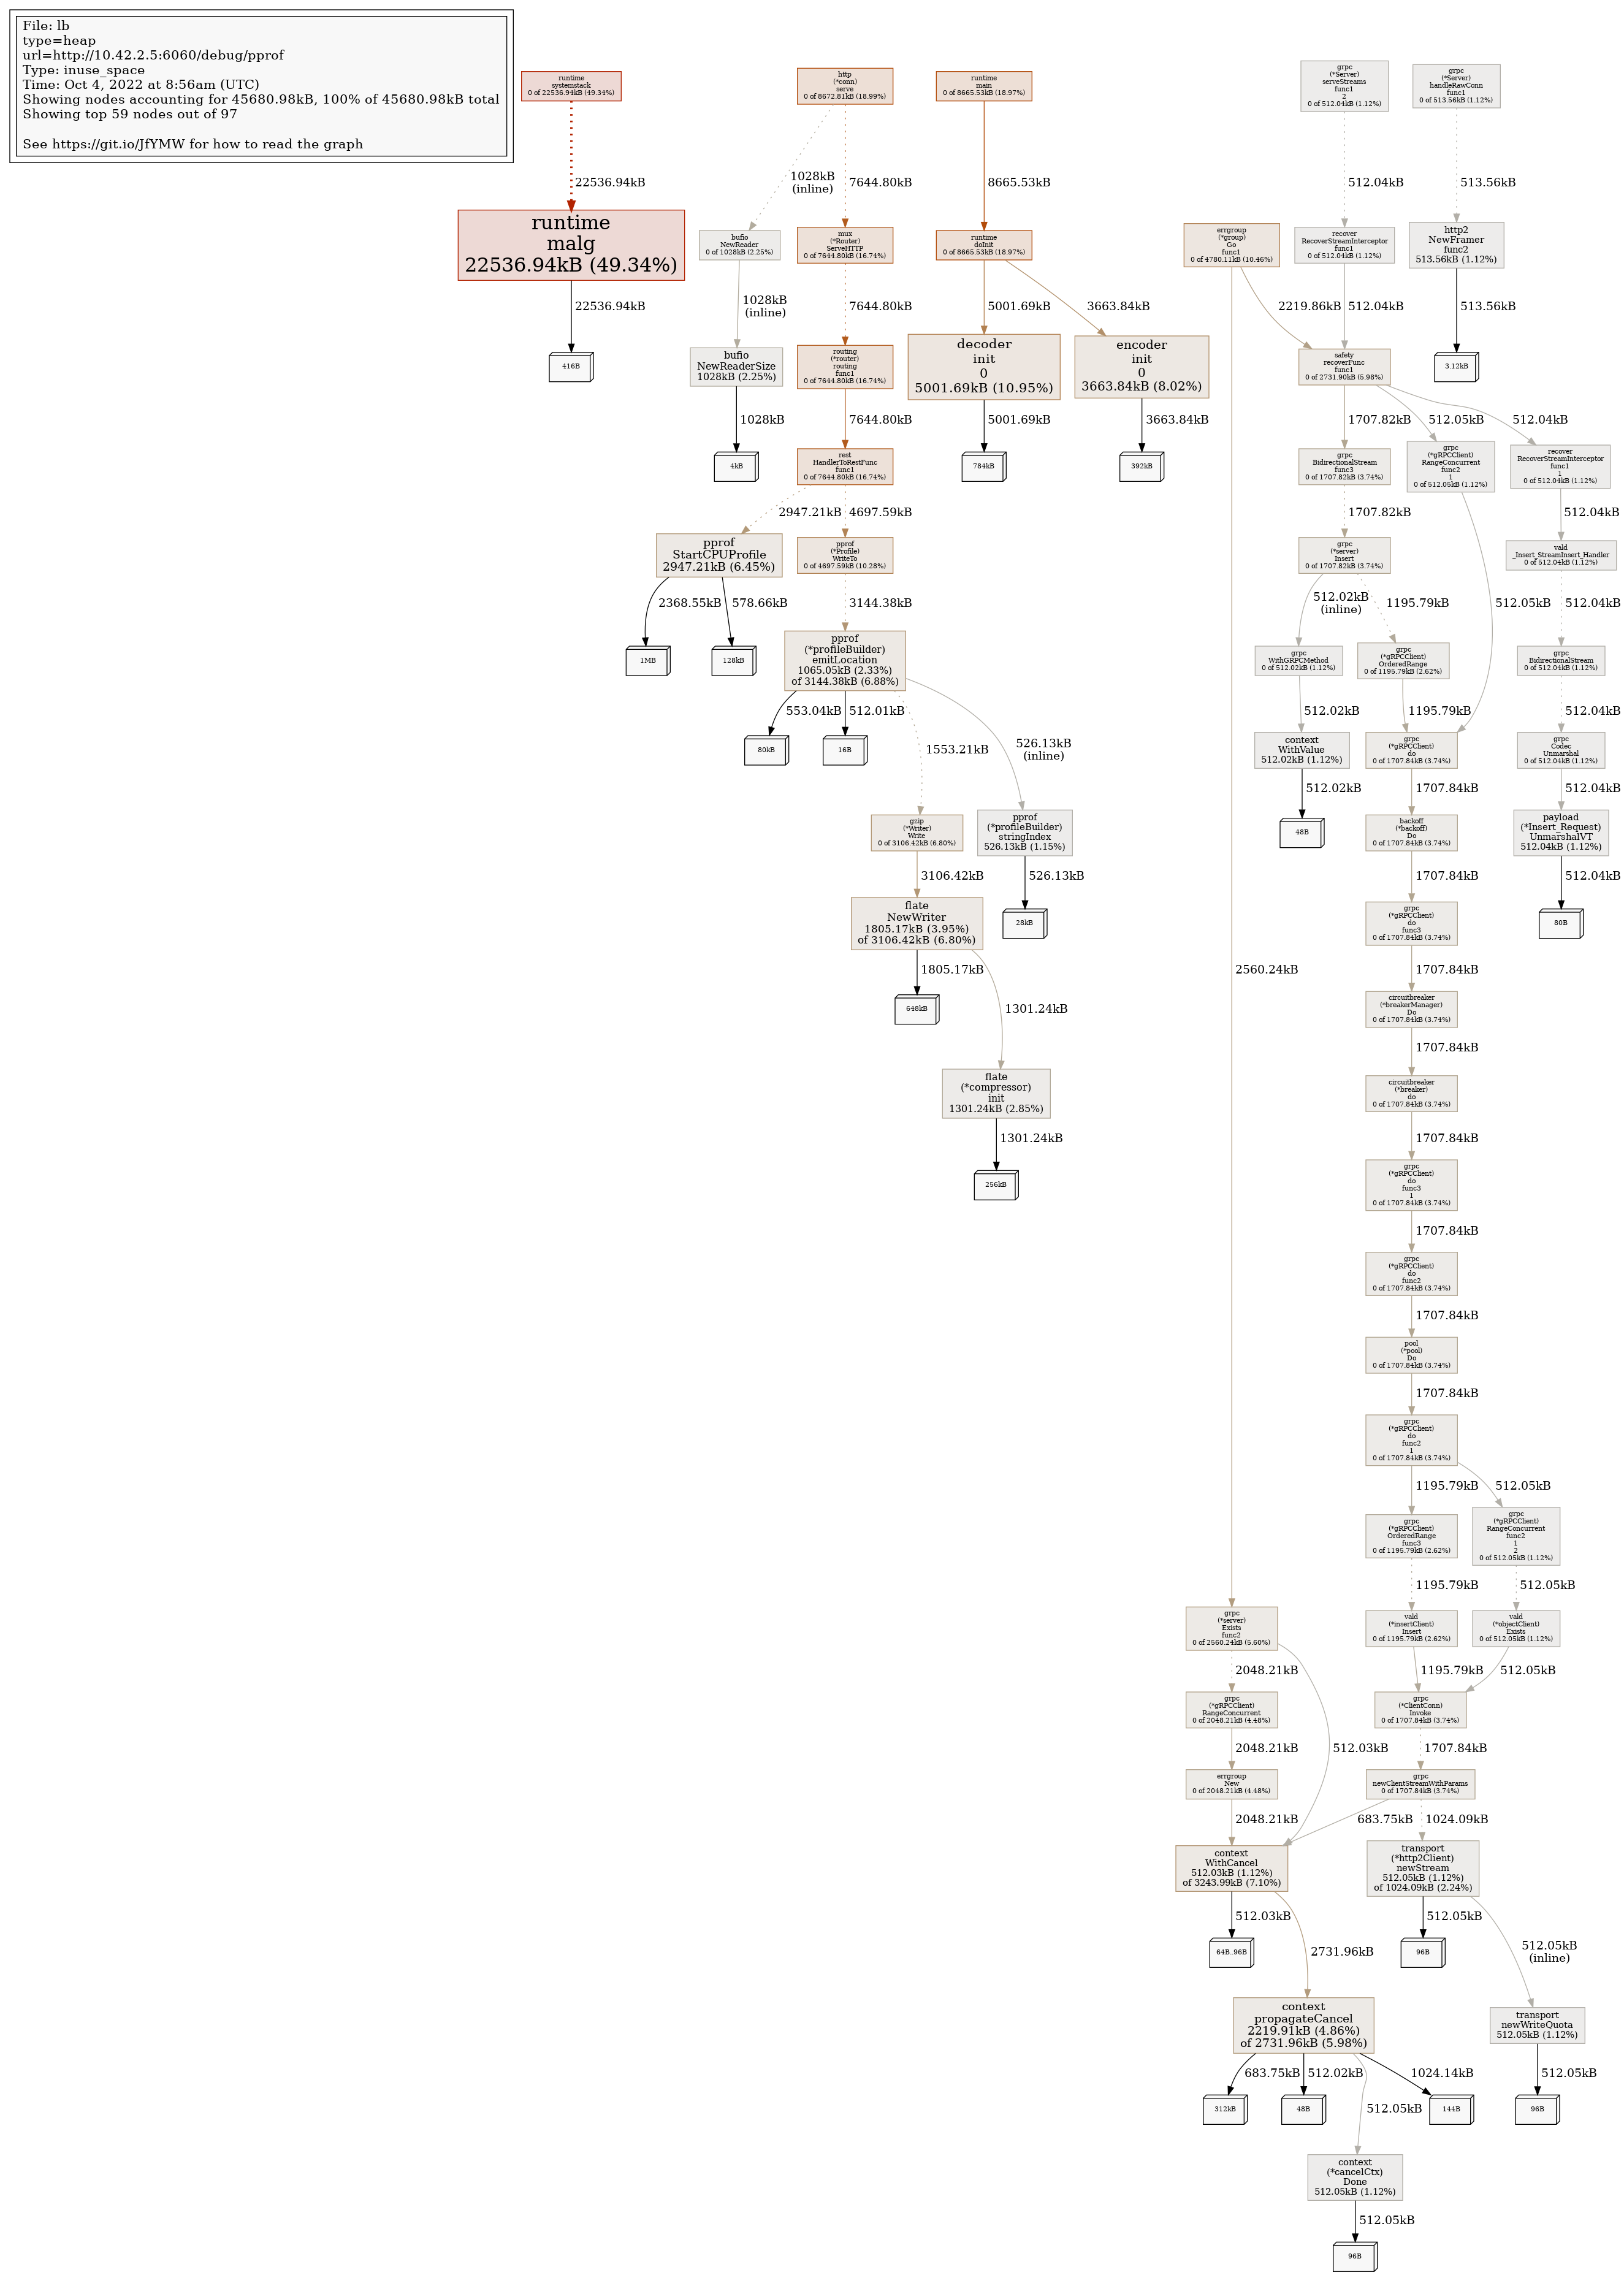 File: lb
type=heap
url=http://10.42.2.5:6060/debug/pprof
Type: inuse_space
Time: Oct 4, 2022 at 8:56am (UTC)
Showing nodes accounting for 45680.98kB, 100% of 45680.98kB total
Showing top 59 nodes out of 97
See https://git.io/JfYMW for how to read the graph
runtime
systemstack
0 of 22536.94kB (49.34%)
22536.94kB
runtime
malg
22536.94kB (49.34%)
22536.94kB
416B
http
(*conn)
serve
0 of 8672.81kB (18.99%)
1028kB
(inline)
7644.80kB
bufio
NewReader
0 of 1028kB (2.25%)
1028kB
(inline)
bufio
NewReaderSize
1028kB (2.25%)
1028kB
4kB
mux
(*Router)
ServeHTTP
0 of 7644.80kB (16.74%)
7644.80kB
routing
(*router)
routing
func1
0 of 7644.80kB (16.74%)
7644.80kB
rest
HandlerToRestFunc
func1
0 of 7644.80kB (16.74%)
2947.21kB
4697.59kB
pprof
StartCPUProfile
2947.21kB (6.45%)
2368.55kB
578.66kB
1MB
128kB
pprof
(*Profile)
WriteTo
0 of 4697.59kB (10.28%)
3144.38kB
pprof
(*profileBuilder)
emitLocation
1065.05kB (2.33%)
of 3144.38kB (6.88%)
553.04kB
512.01kB
1553.21kB
526.13kB
(inline)
80kB
16B
gzip
(*Writer)
Write
0 of 3106.42kB (6.80%)
3106.42kB
pprof
(*profileBuilder)
stringIndex
526.13kB (1.15%)
526.13kB
28kB
flate
NewWriter
1805.17kB (3.95%)
of 3106.42kB (6.80%)
1805.17kB
1301.24kB
648kB
flate
(*compressor)
init
1301.24kB (2.85%)
1301.24kB
256kB
runtime
main
0 of 8665.53kB (18.97%)
8665.53kB
runtime
doInit
0 of 8665.53kB (18.97%)
5001.69kB
3663.84kB
decoder
init
0
5001.69kB (10.95%)
5001.69kB
784kB
encoder
init
0
3663.84kB (8.02%)
3663.84kB
392kB
grpc
(*Server)
serveStreams
func1
2
0 of 512.04kB (1.12%)
512.04kB
grpc
(*Server)
handleRawConn
func1
0 of 513.56kB (1.12%)
513.56kB
http2
NewFramer
func2
513.56kB (1.12%)
513.56kB
3.12kB
errgroup
(*group)
Go
func1
0 of 4780.11kB (10.46%)
2219.86kB
2560.24kB
recover
RecoverStreamInterceptor
func1
0 of 512.04kB (1.12%)
512.04kB
safety
recoverFunc
func1
0 of 2731.90kB (5.98%)
1707.82kB
512.05kB
512.04kB
grpc
BidirectionalStream
func3
0 of 1707.82kB (3.74%)
1707.82kB
grpc
(*gRPCClient)
RangeConcurrent
func2
1
0 of 512.05kB (1.12%)
512.05kB
recover
RecoverStreamInterceptor
func1
1
0 of 512.04kB (1.12%)
512.04kB
grpc
(*server)
Insert
0 of 1707.82kB (3.74%)
512.02kB
(inline)
1195.79kB
vald
_Insert_StreamInsert_Handler
0 of 512.04kB (1.12%)
512.04kB
grpc
WithGRPCMethod
0 of 512.02kB (1.12%)
512.02kB
grpc
(*gRPCClient)
OrderedRange
0 of 1195.79kB (2.62%)
1195.79kB
grpc
BidirectionalStream
0 of 512.04kB (1.12%)
512.04kB
context
WithValue
512.02kB (1.12%)
512.02kB
48B
grpc
(*gRPCClient)
do
0 of 1707.84kB (3.74%)
1707.84kB
grpc
Codec
Unmarshal
0 of 512.04kB (1.12%)
512.04kB
backoff
(*backoff)
Do
0 of 1707.84kB (3.74%)
1707.84kB
payload
(*Insert_Request)
UnmarshalVT
512.04kB (1.12%)
512.04kB
80B
grpc
(*gRPCClient)
do
func3
0 of 1707.84kB (3.74%)
1707.84kB
circuitbreaker
(*breakerManager)
Do
0 of 1707.84kB (3.74%)
1707.84kB
circuitbreaker
(*breaker)
do
0 of 1707.84kB (3.74%)
1707.84kB
grpc
(*gRPCClient)
do
func3
1
0 of 1707.84kB (3.74%)
1707.84kB
grpc
(*gRPCClient)
do
func2
0 of 1707.84kB (3.74%)
1707.84kB
pool
(*pool)
Do
0 of 1707.84kB (3.74%)
1707.84kB
grpc
(*gRPCClient)
do
func2
1
0 of 1707.84kB (3.74%)
1195.79kB
512.05kB
grpc
(*gRPCClient)
OrderedRange
func3
0 of 1195.79kB (2.62%)
1195.79kB
grpc
(*gRPCClient)
RangeConcurrent
func2
1
2
0 of 512.05kB (1.12%)
512.05kB
grpc
(*server)
Exists
func2
0 of 2560.24kB (5.60%)
2048.21kB
512.03kB
vald
(*insertClient)
Insert
0 of 1195.79kB (2.62%)
1195.79kB
vald
(*objectClient)
Exists
0 of 512.05kB (1.12%)
512.05kB
grpc
(*gRPCClient)
RangeConcurrent
0 of 2048.21kB (4.48%)
2048.21kB
grpc
(*ClientConn)
Invoke
0 of 1707.84kB (3.74%)
1707.84kB
errgroup
New
0 of 2048.21kB (4.48%)
2048.21kB
grpc
newClientStreamWithParams
0 of 1707.84kB (3.74%)
683.75kB
1024.09kB
context
WithCancel
512.03kB (1.12%)
of 3243.99kB (7.10%)
512.03kB
2731.96kB
64B..96B
transport
(*http2Client)
newStream
512.05kB (1.12%)
of 1024.09kB (2.24%)
512.05kB
512.05kB
(inline)
96B
context
propagateCancel
2219.91kB (4.86%)
of 2731.96kB (5.98%)
683.75kB
512.02kB
1024.14kB
512.05kB
312kB
48B
144B
transport
newWriteQuota
512.05kB (1.12%)
512.05kB
96B
context
(*cancelCtx)
Done
512.05kB (1.12%)
512.05kB
96B